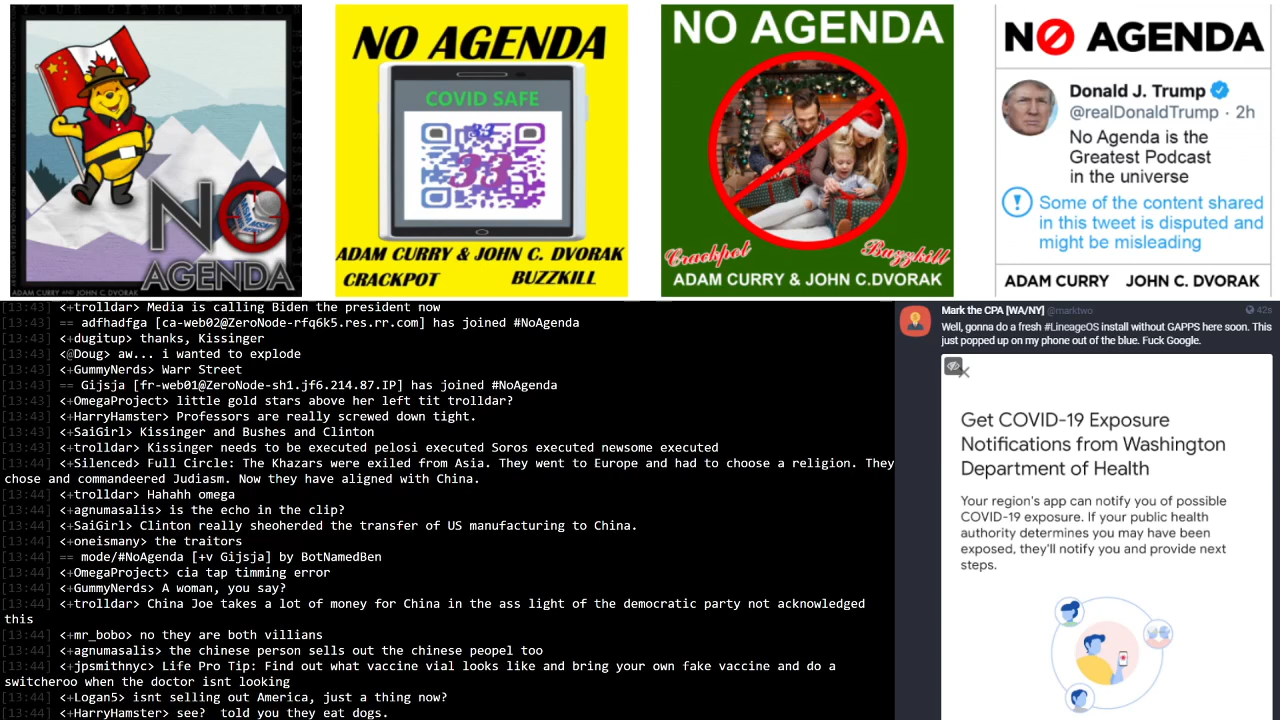 NO AGENDA
ADAM CURRY AND JOHN C. DVORAK
NO AGENDA
COVID SAFE
33
ADAM CURRY & JOHN C. DVORAK
CRACKPOT BUZZKILL
NO AGENDA
Crackpot Buzzkill
ADAM CURRY & JOHN C.DVORAK
NO AGENDA
Donald J. Trump
@realDonaldTrump · 2h
No Agenda is the
Greatest Podcast
in the universe
Some of the content shared
in this tweet is disputed and
might be misleading
ADAM CURRY JOHN C. DVORAK
[13:43] <+trolldar> Media is calling Biden the president now
[13:43] == adfhadfga [ca-web02@ZeroNode-rfq6k5.res.rr.com] has joined #NoAgenda
[13:43] <+dugitup> thanks, Kissinger
[13:43] <@Doug> aw... i wanted to explode
[13:43] <+GummyNerds> Warr Street
[13:43] == Gijsja [fr-web01@ZeroNode-sh1.jf6.214.87.IP] has joined #NoAgenda
[13:43] <+OmegaProject> little gold stars above her left tit trolldar?
[13:43] <+HarryHamster> Professors are really screwed down tight.
[13:43] <+SaiGirl> Kissinger and Bushes and Clinton
[13:43] <+trolldar> Kissinger needs to be executed pelosi executed Soros executed newsome executed
[13:44] <+Silenced> Full Circle: The Khazars were exiled from Asia. They went to Europe and had to choose a religion. They
chose and commandeered Judiasm. Now they have aligned with China.
[13:44] <+trolldar> Hahahh omega
[13:44] <+agnumasalis> is the echo in the clip?
[13:44] <+SaiGirl> Clinton really sheoherded the transfer of US manufacturing to China.
[13:44] <+oneismany> the traitors
[13:44] == mode/#NoAgenda [+v Gijsja] by BotNamedBen
[13:44] <+OmegaProject> cia tap timming error
[13:44] <+GummyNerds> A woman, you say?
[13:44] <+trolldar> China Joe takes a lot of money for China in the ass light of the democratic party not acknowledged
this
[13:44] <+mr_bobo> no they are both villians
[13:44] <+agnumasalis> the chinese person sells out the chinese peopel too
[13:44] <+jpsmithnyc> Life Pro Tip: Find out what vaccine vial looks like and bring your own fake vaccine and do a
switcheroo when the doctor isnt looking
[13:44] <+Logan5> isnt selling out America, just a thing now?
[13:44] <+HarryHamster> see?  told you they eat dogs.
Mark the CPA [WA/NY] @marktwo 42s
Well, gonna do a fresh #LineageOS install without GAPPS here soon. This
just popped up on my phone out of the blue. Fuck Google.
Get COVID-19 Exposure
Notifications from Washington
Department of Health
Your region's app can notify you of possible
COVID-19 exposure. If your public health
authority determines you may have been
exposed, they'll notify you and provide next
steps.